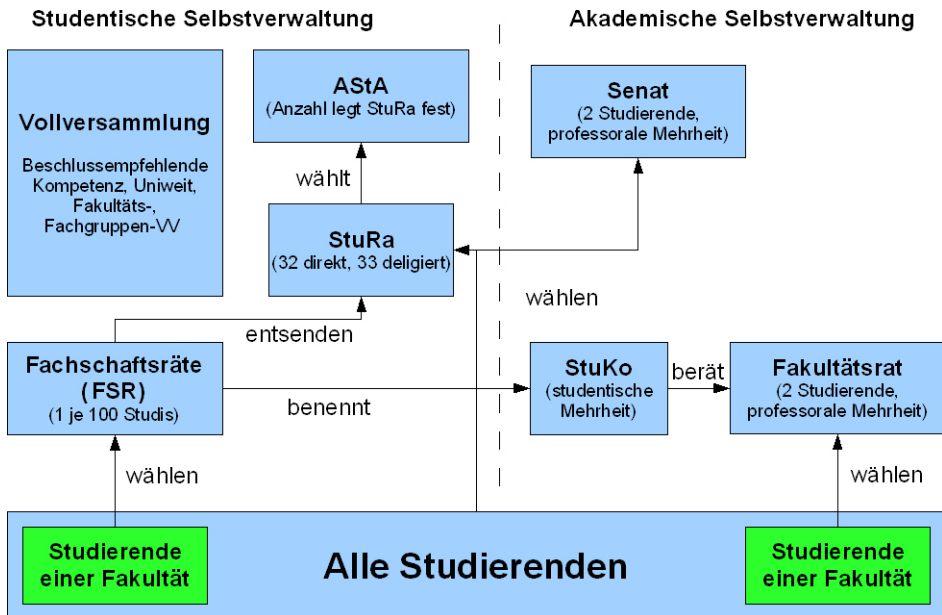 Studentische Selbstverwaltung
Akademische Selbstverwaltung
Vollversammlung
Beschlussempfehlende
Kompetenz, Uniweit,
Fakultäts-,
Fachgruppen-VV
AStA
(Anzahl legt StuRa fest)
Senat
(2 Studierende,
professorale Mehrheit)
wählt
StuRa
(32 direkt, 33 deligiert)
wählen
entsenden
Fachschaftsräte
(FSR)
(1 je 100 Studis)
benennt
StuKo
(studentische
Mehrheit)
berät
Fakultätsrat
(2 Studierende,
professorale Mehrheit)
wählen
wählen
Studierende
einer Fakultät
Alle Studierenden
Studierende
einer Fakultät